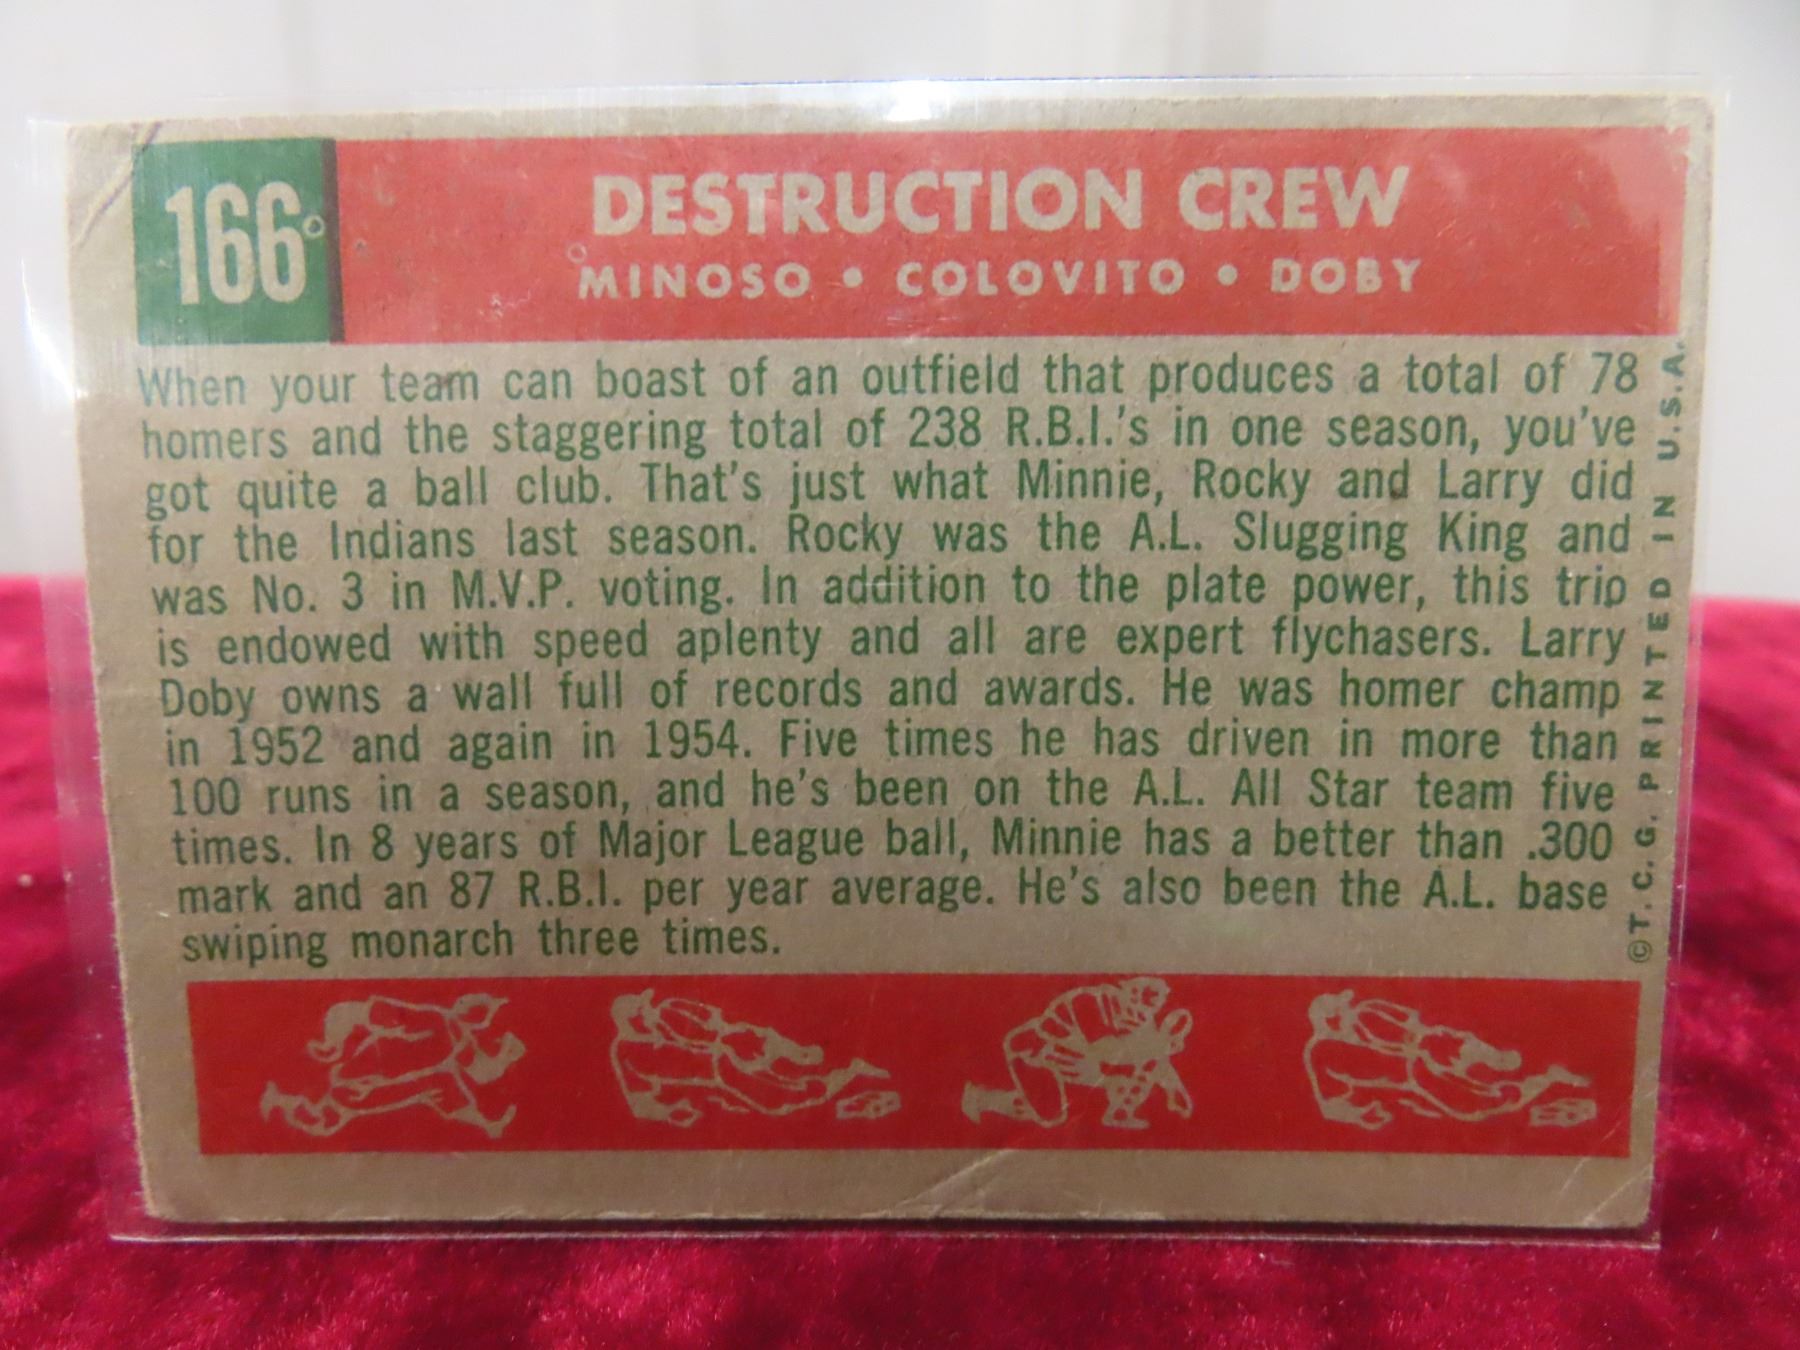 166
DESTRUCTION CREW
MINOSO • COLOVITO • DOBY
When your team can boast of an outfield that produces a total of 78
homers and the staggering total of 238 R.B.I.'s in one season, you've
got quite a ball club. That's just what Minnie, Rocky and Larry did
for the Indians last season. Rocky was the A.L. Slugging King and
was No. 3 in M.V.P. voting. In addition to the plate power, this trio
is endowed with speed aplenty and all are expert flychasers. Larry
Doby owns a wall full of records and awards. He was homer champ
in 1952 and again in 1954. Five times he has driven in more than
100 runs in a season, and he's been on the A.L. All Star team five
times. In 8 years of Major League ball, Minnie has a better than .300
mark and an 87 R.B.I. per year average. He's also been the A.L. base
swiping monarch three times.
©T.C.G. PRINTED IN U.S.A.